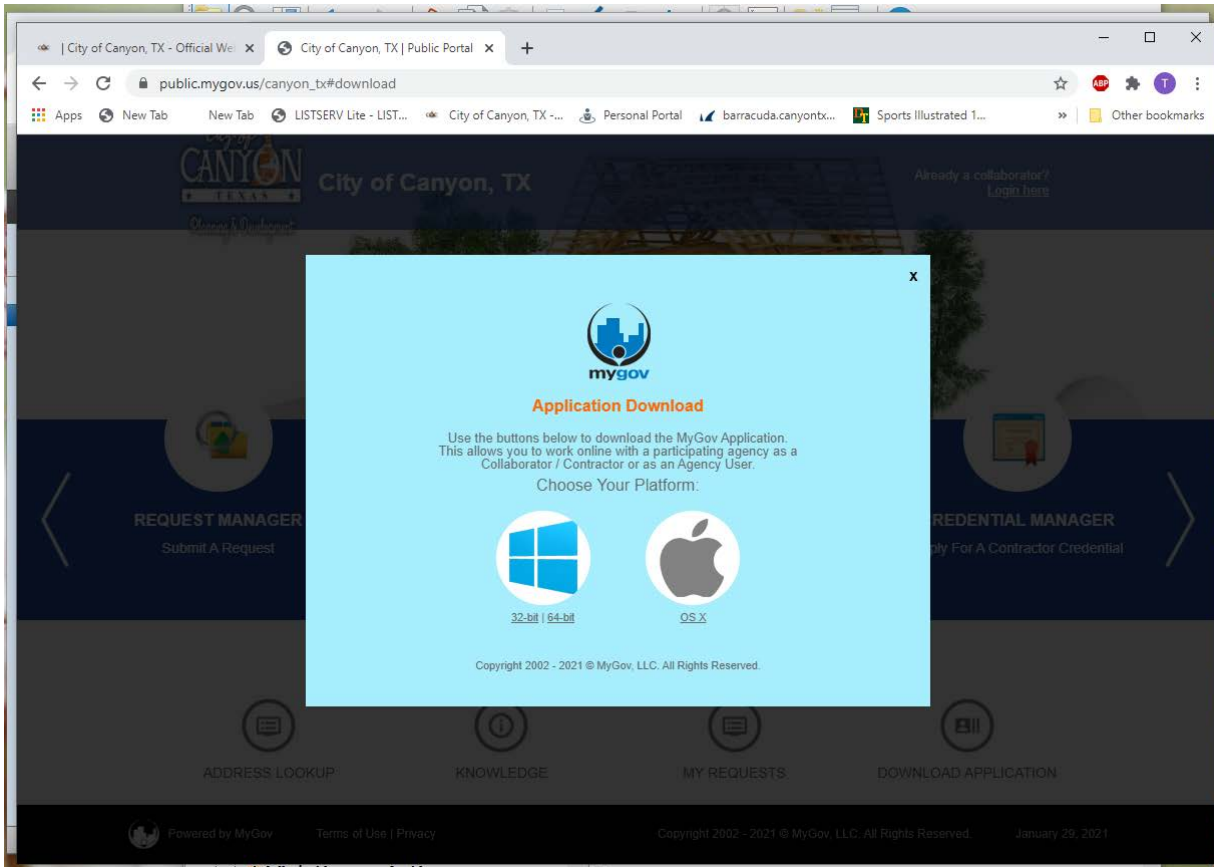 | City of Canyon, TX - Official We
City of Canyon, TX | Public Portal
public.mygov.us/canyon_tx#download
ABP
T
Apps
New Tab
New Tab
LISTSERV Lite - LIST...
City of Canyon, TX -...
Personal Portal
barracuda.canyontx...
Sports Illustrated 1...
»
Other bookmarks
City of
CANYON
TEXAS
Planning & Development
City of Canyon, TX
Already a collaborator?
Login here
x
mygov
Application Download
Use the buttons below to download the MyGov Application.
This allows you to work online with a participating agency as a
Collaborator / Contractor or as an Agency User.
Choose Your Platform:
32-bit | 64-bit
OS X
Copyright 2002 - 2021 © MyGov, LLC. All Rights Reserved.
REQUEST MANAGER
Submit A Request
REDENTIAL MANAGER
ply For A Contractor Credential
ADDRESS LOOKUP
KNOWLEDGE
MY REQUESTS
DOWNLOAD APPLICATION
Powered by MyGov
Terms of Use | Privacy
Copyright 2002 - 2021 © MyGov, LLC. All Rights Reserved.
January 29, 2021